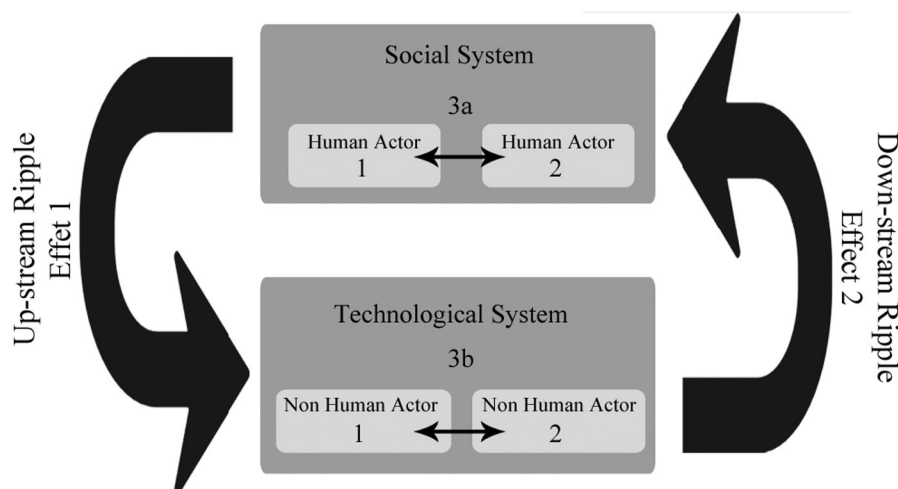 Social System
3a
Human Actor
1
Human Actor
2
Up-stream Ripple
Effet 1
Down-stream Ripple
Effect 2
Technological System
3b
Non Human Actor
1
Non Human Actor
2